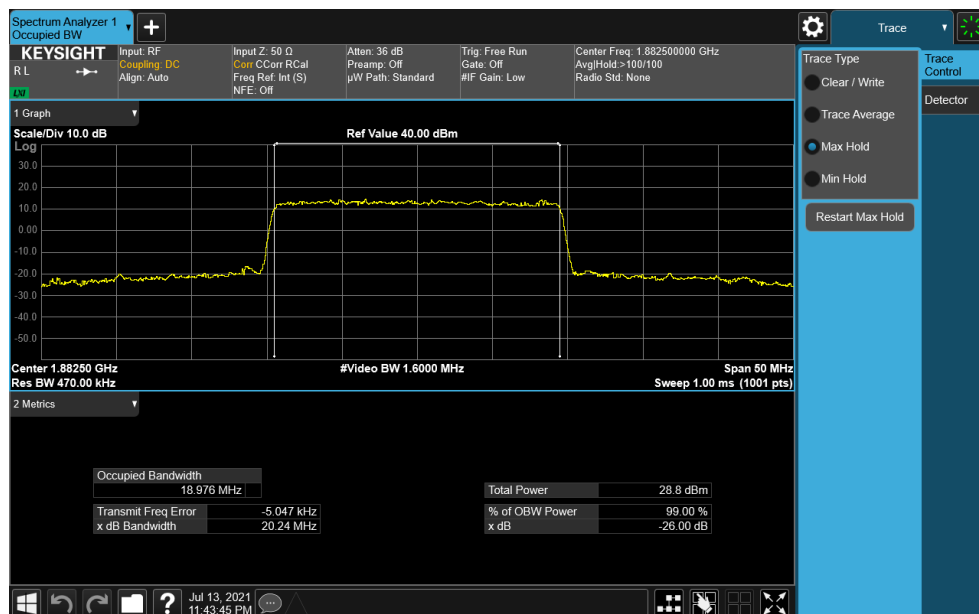 Spectrum Analyzer 1
Occupied BW
Trace
KEYSIGHT
R L
LXI
Input: RF
Coupling: DC
Align: Auto
Input Z: 50 Ω
Corr CCorr RCal
Freq Ref: Int (S)
NFE: Off
Atten: 36 dB
Preamp: Off
µW Path: Standard
Trig: Free Run
Gate: Off
#IF Gain: Low
Center Freq: 1.882500000 GHz
Avg|Hold:>100/100
Radio Std: None
Trace Type
Clear / Write
Trace Average
Max Hold
Min Hold
Restart Max Hold
Trace
Control
Detector
1 Graph
Scale/Div 10.0 dB
Ref Value 40.00 dBm
Log
30.0
20.0
10.0
0.00
-10.0
-20.0
-30.0
-40.0
-50.0
Center 1.88250 GHz
#Video BW 1.6000 MHz
Span 50 MHz
Res BW 470.00 kHz
Sweep 1.00 ms (1001 pts)
2 Metrics
Occupied Bandwidth
18.976 MHz
Total Power 28.8 dBm
Transmit Freq Error -5.047 kHz
% of OBW Power 99.00 %
x dB Bandwidth 20.24 MHz
x dB -26.00 dB
Jul 13, 2021
11:43:45 PM